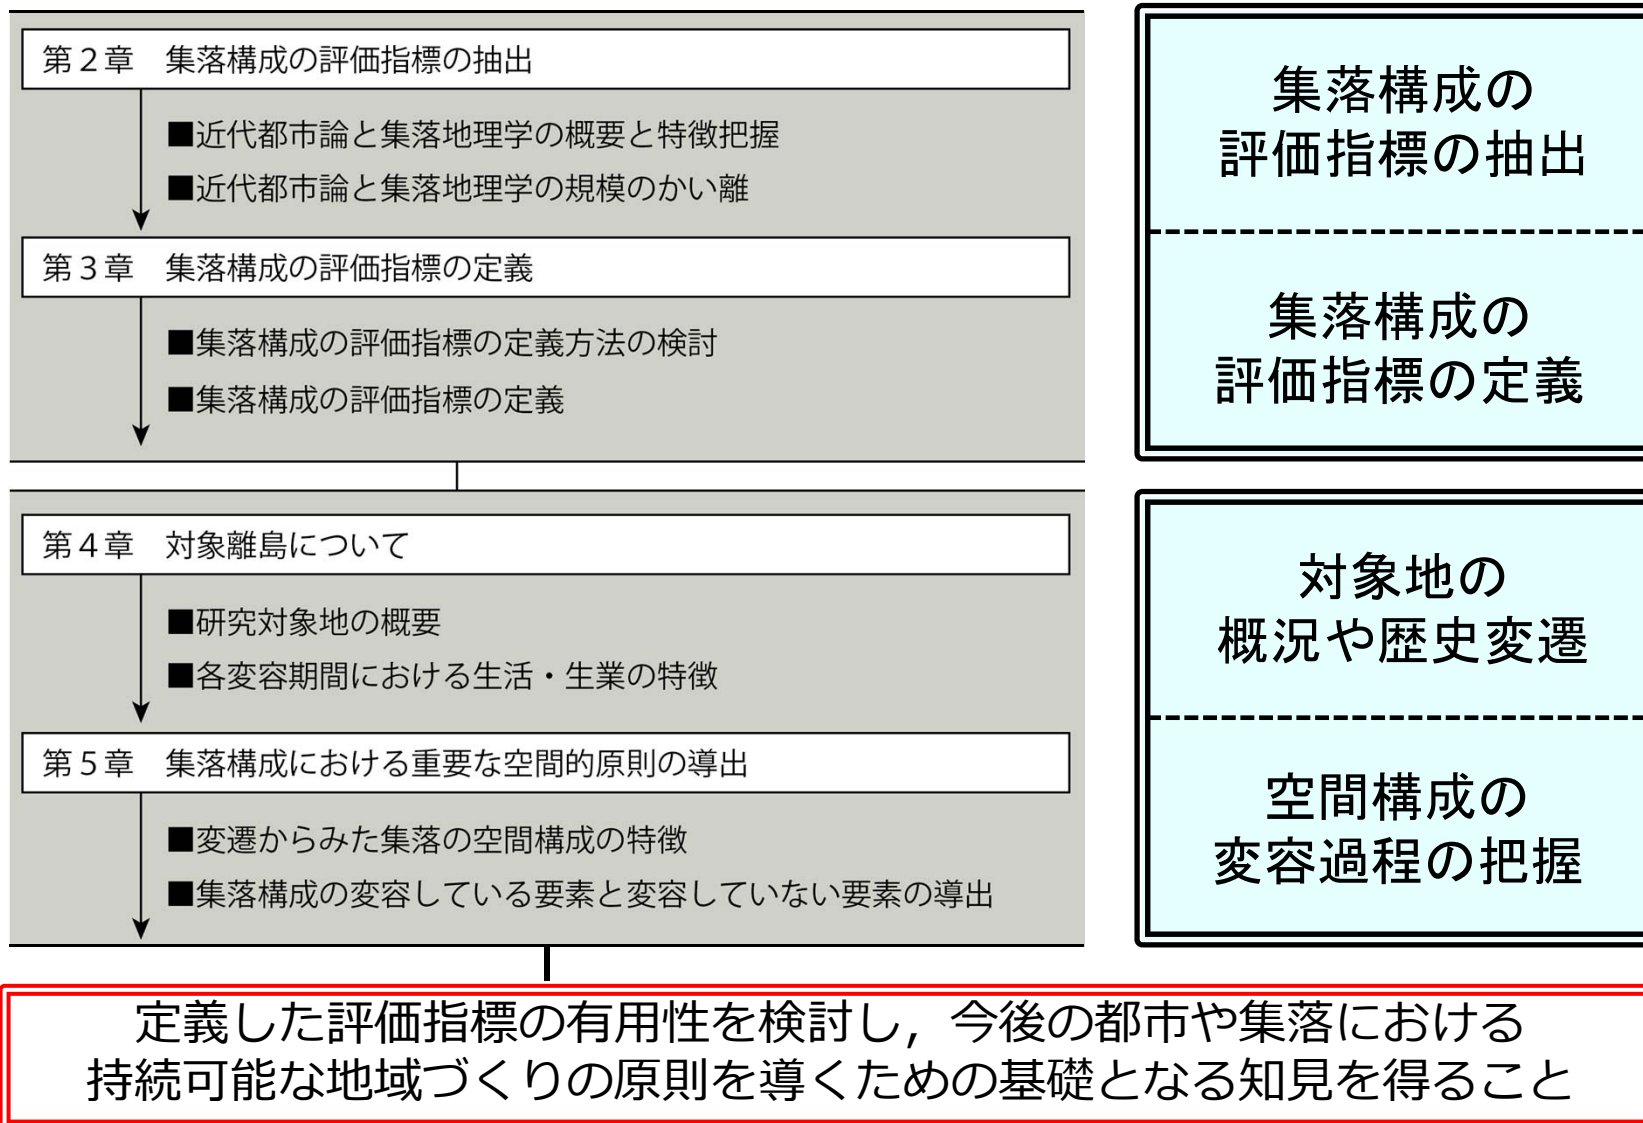 第２章　集落構成の評価指標の抽出
■近代都市論と集落地理学の概要と特徴把握
■近代都市論と集落地理学の規模のかい離
第３章　集落構成の評価指標の定義
■集落構成の評価指標の定義方法の検討
■集落構成の評価指標の定義
集落構成の
評価指標の抽出
集落構成の
評価指標の定義
第４章　対象離島について
■研究対象地の概要
■各変容期間における生活・生業の特徴
第５章　集落構成における重要な空間的原則の導出
■変遷からみた集落の空間構成の特徴
■集落構成の変容している要素と変容していない要素の導出
対象地の
概況や歴史変遷
空間構成の
変容過程の把握
定義した評価指標の有用性を検討し，今後の都市や集落における
持続可能な地域づくりの原則を導くための基礎となる知見を得ること